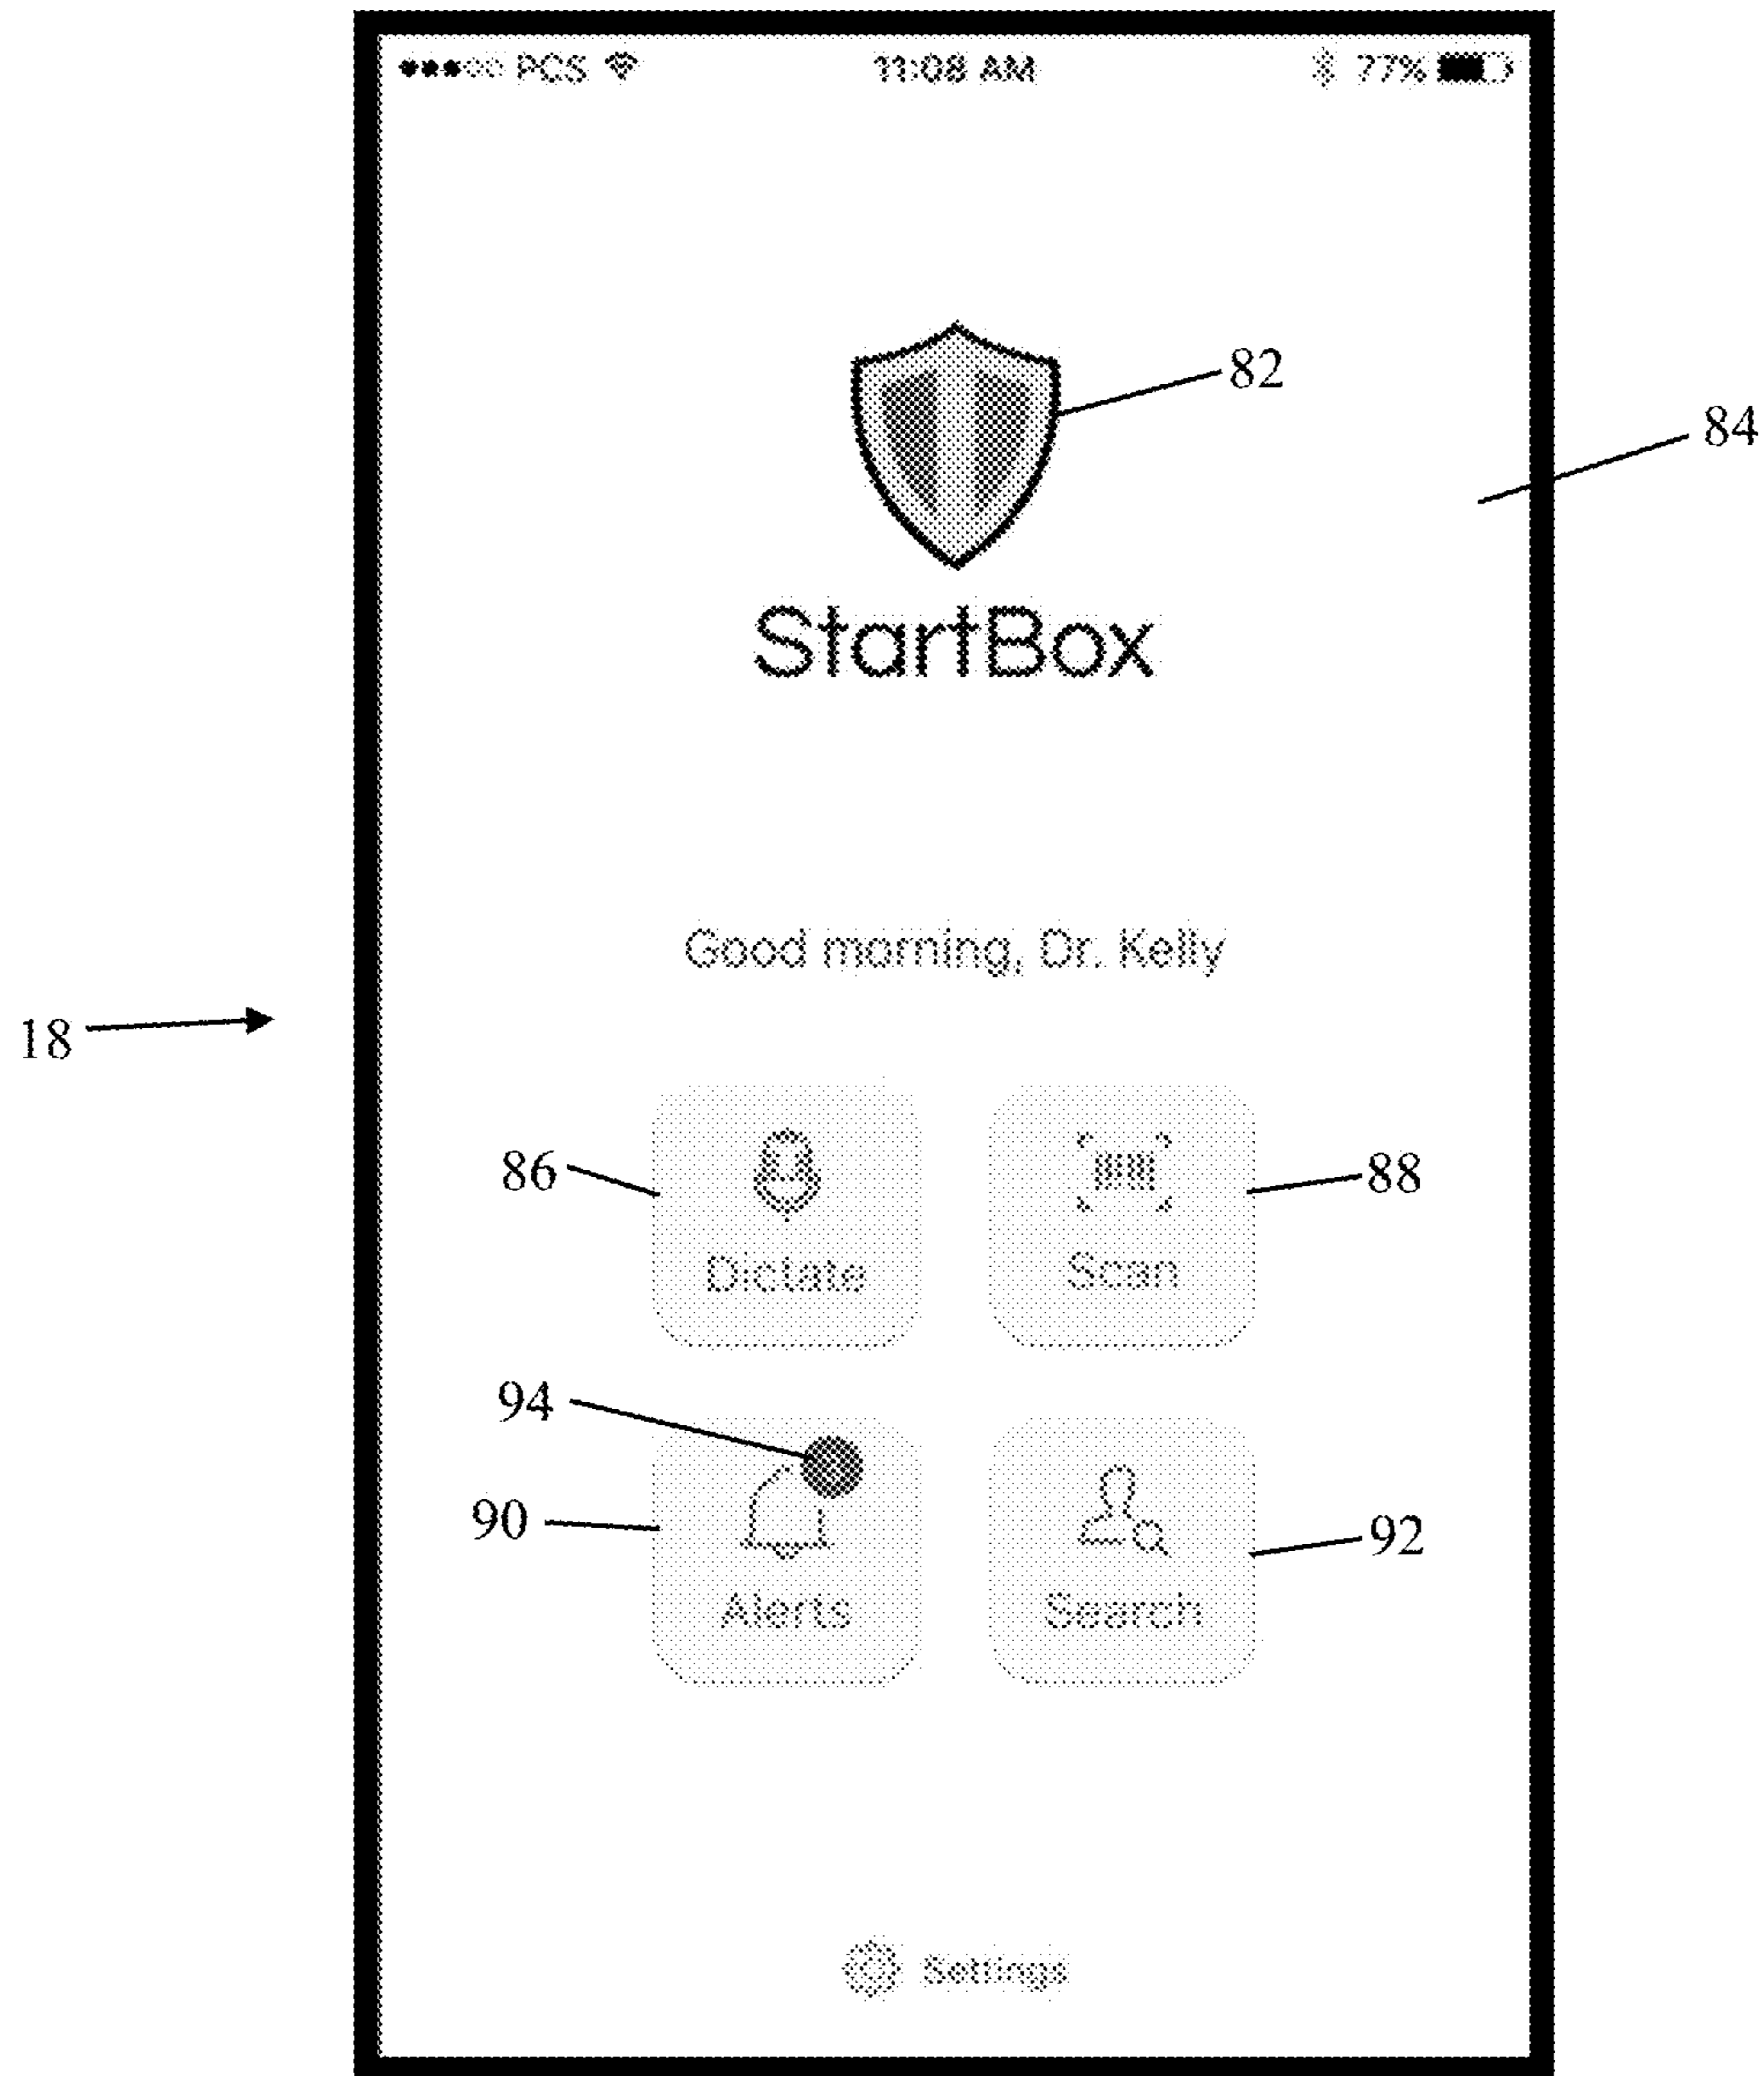 PCS 11:08 AM 77%
82
84
StartBox
Good morning, Dr. Kelly
18
86
88
Dictate
Scan
94
90
92
Alerts
Search
Settings